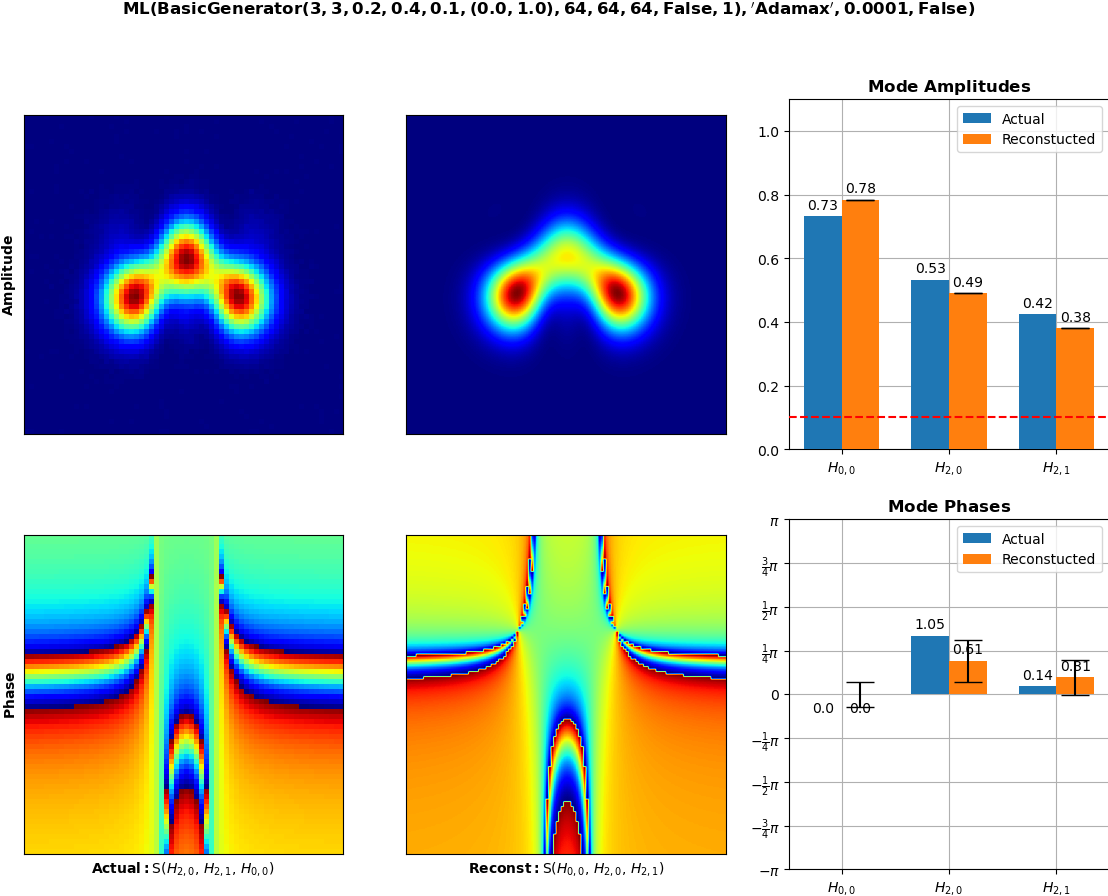 ML(BasicGenerator(3, 3, 0.2, 0.4, 0.1, (0.0, 1.0), 64, 64, 64, False, 1), ′Adamax′, 0.0001, False)
Amplitude
Mode Amplitudes
Actual
Reconstucted
1.0
0.8
0.6
0.4
0.2
0.0
0.73
0.78
0.53
0.49
0.42
0.38
H0,0
H2,0
H2,1
Phase
Actual: S(H2,0, H2,1, H0,0)
Reconst: S(H0,0, H2,0, H2,1)
Mode Phases
Actual
Reconstucted
π
3/4π
1/2π
1/4π
0
−1/4π
−1/2π
−3/4π
−π
0.0
0.0
1.05
0.61
0.14
0.31
H0,0
H2,0
H2,1